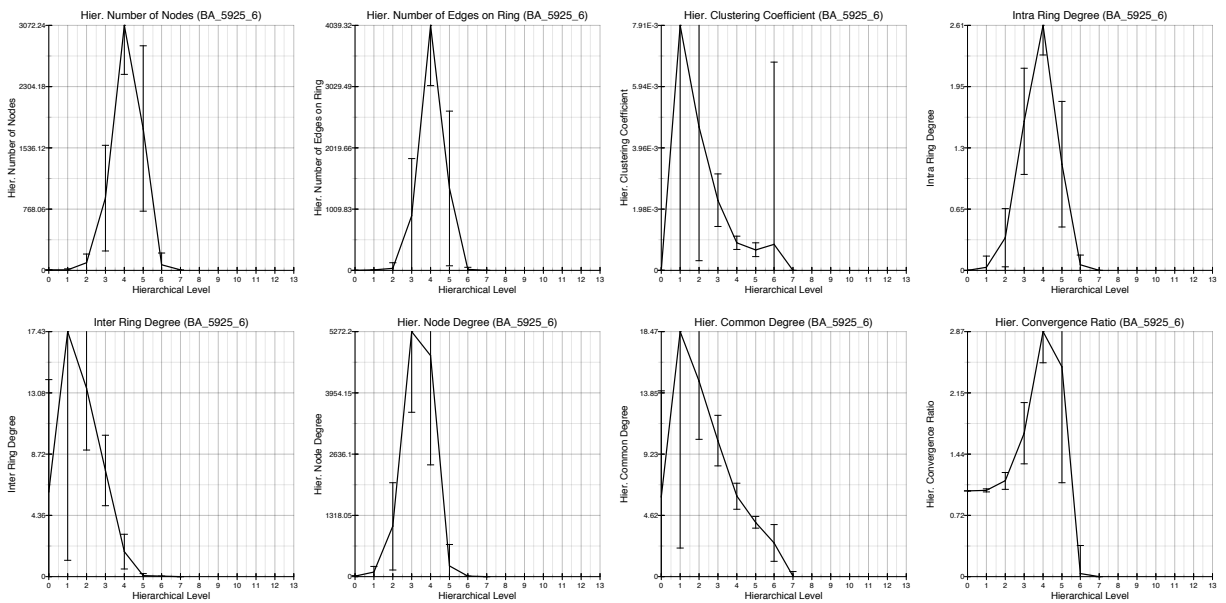 Hier. Number of Nodes (BA_5925_6)
3072.24
2304.18
1536.12
768.06
0
Hier. Number of Nodes
0 1 2 3 4 5 6 7 8 9 10 11 12 13
Hierarchical Level
Hier. Number of Edges on Ring (BA_5925_6)
4039.32
3029.49
2019.66
1009.83
0
Hier. Number of Edges on Ring
0 1 2 3 4 5 6 7 8 9 10 11 12 13
Hierarchical Level
Hier. Clustering Coefficient (BA_5925_6)
7.91E-3
5.94E-3
3.96E-3
1.98E-3
0
Hier. Clustering Coefficient
0 1 2 3 4 5 6 7 8 9 10 11 12 13
Hierarchical Level
Intra Ring Degree (BA_5925_6)
2.61
1.95
1.3
0.65
0
Intra Ring Degree
0 1 2 3 4 5 6 7 8 9 10 11 12 13
Hierarchical Level
Inter Ring Degree (BA_5925_6)
17.43
13.08
8.72
4.36
0
Inter Ring Degree
0 1 2 3 4 5 6 7 8 9 10 11 12 13
Hierarchical Level
Hier. Node Degree (BA_5925_6)
5272.2
3954.15
2636.1
1318.05
0
Hier. Node Degree
0 1 2 3 4 5 6 7 8 9 10 11 12 13
Hierarchical Level
Hier. Common Degree (BA_5925_6)
18.47
13.85
9.23
4.62
0
Hier. Common Degree
0 1 2 3 4 5 6 7 8 9 10 11 12 13
Hierarchical Level
Hier. Convergence Ratio (BA_5925_6)
2.87
2.15
1.44
0.72
0
Hier. Convergence Ratio
0 1 2 3 4 5 6 7 8 9 10 11 12 13
Hierarchical Level